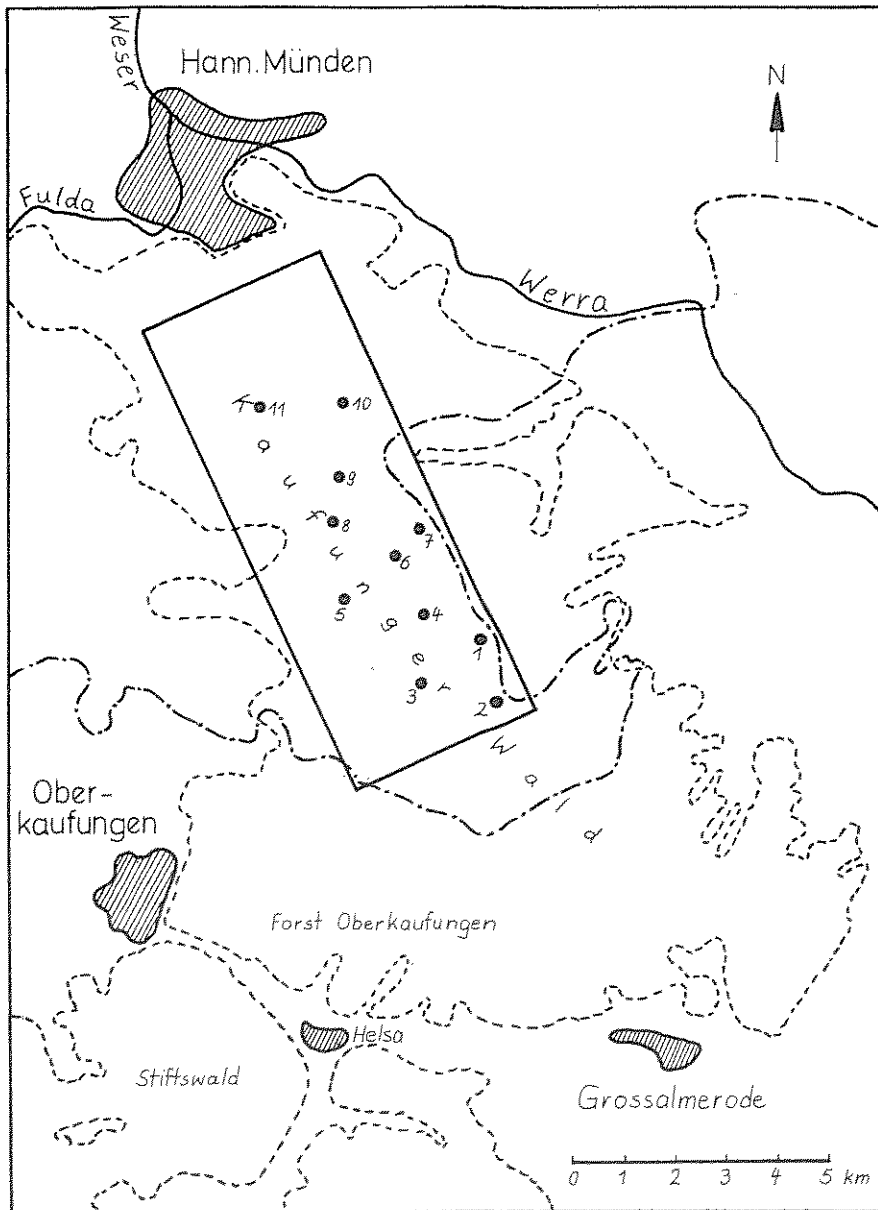 Weser
Hann. Münden
N
Fulda
Werra
11
10
9
8
7
6
5
4
1
3
2
Kaufunger Wald
Ober-
kaufungen
Forst Oberkaufungen
Helsa
Stiftswald
Grossalmerode
0 1 2 3 4 5 km